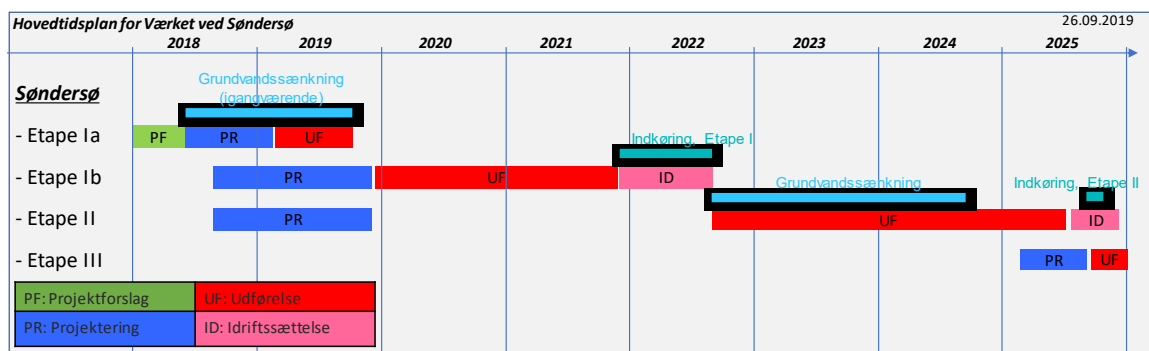 Hovedtidsplan for Værket ved Søndersø
26.09.2019
2018 2019 2020 2021 2022 2023 2024 2025
Søndersø
Grundvandssænkning
(igangværende)
- Etape Ia PF PR UF
Indkøring, Etape I
- Etape Ib PR UF ID
Grundvandssænkning
Indkøring, Etape II
- Etape II PR UF ID
- Etape III PR UF
PF: Projektforslag UF: Udførelse
PR: Projektering ID: Idriftssættelse